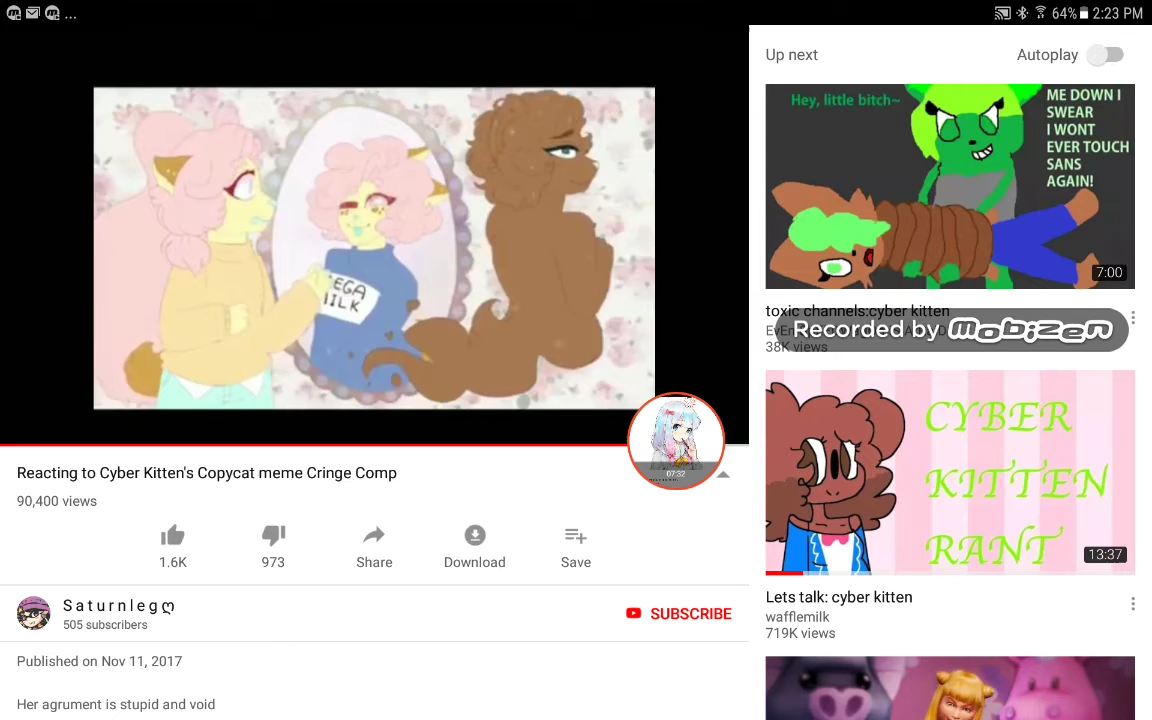 64% 2:23 PM
Up next
Autoplay
Hey, little bitch~
ME DOWN I
SWEAR
I WONT
EVER TOUCH
SANS
AGAIN!
7:00
EGA
MILK
toxic channels:cyber kitten
Recorded by mobizen
38K views
07:32
CYBER
KITTEN
RANT
13:37
Reacting to Cyber Kitten's Copycat meme Cringe Comp
90,400 views
1.6K
973
Share
Download
Save
Saturnlegღ
505 subscribers
SUBSCRIBE
Lets talk: cyber kitten
wafflemilk
719K views
Published on Nov 11, 2017
Her agrument is stupid and void